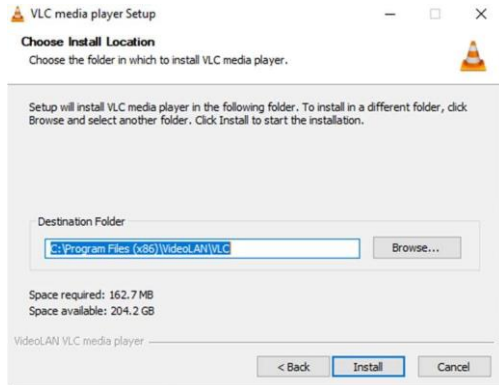 VLC media player Setup
Choose Install Location
Choose the folder in which to install VLC media player.
Setup will install VLC media player in the following folder. To install in a different folder, click
Browse and select another folder. Click Install to start the installation.
Destination Folder
C:\Program Files (x86)\VideoLAN\VLC
Browse...
Space required: 162.7 MB
Space available: 204.2 GB
VideoLAN VLC media player
< Back
Install
Cancel